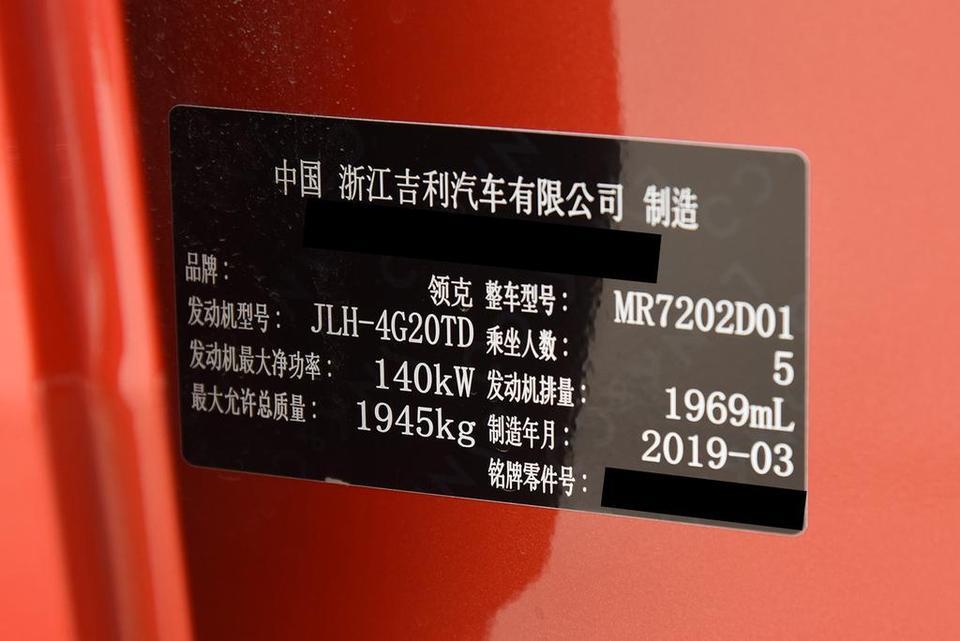 中国 浙江吉利汽车有限公司 制造
品牌： 领克 整车型号： MR7202D01
发动机型号： JLH-4G20TD 乘坐人数： 5
发动机最大净功率： 140kW 发动机排量： 1969mL
最大允许总质量： 1945kg 制造年月： 2019-03
铭牌零件号：